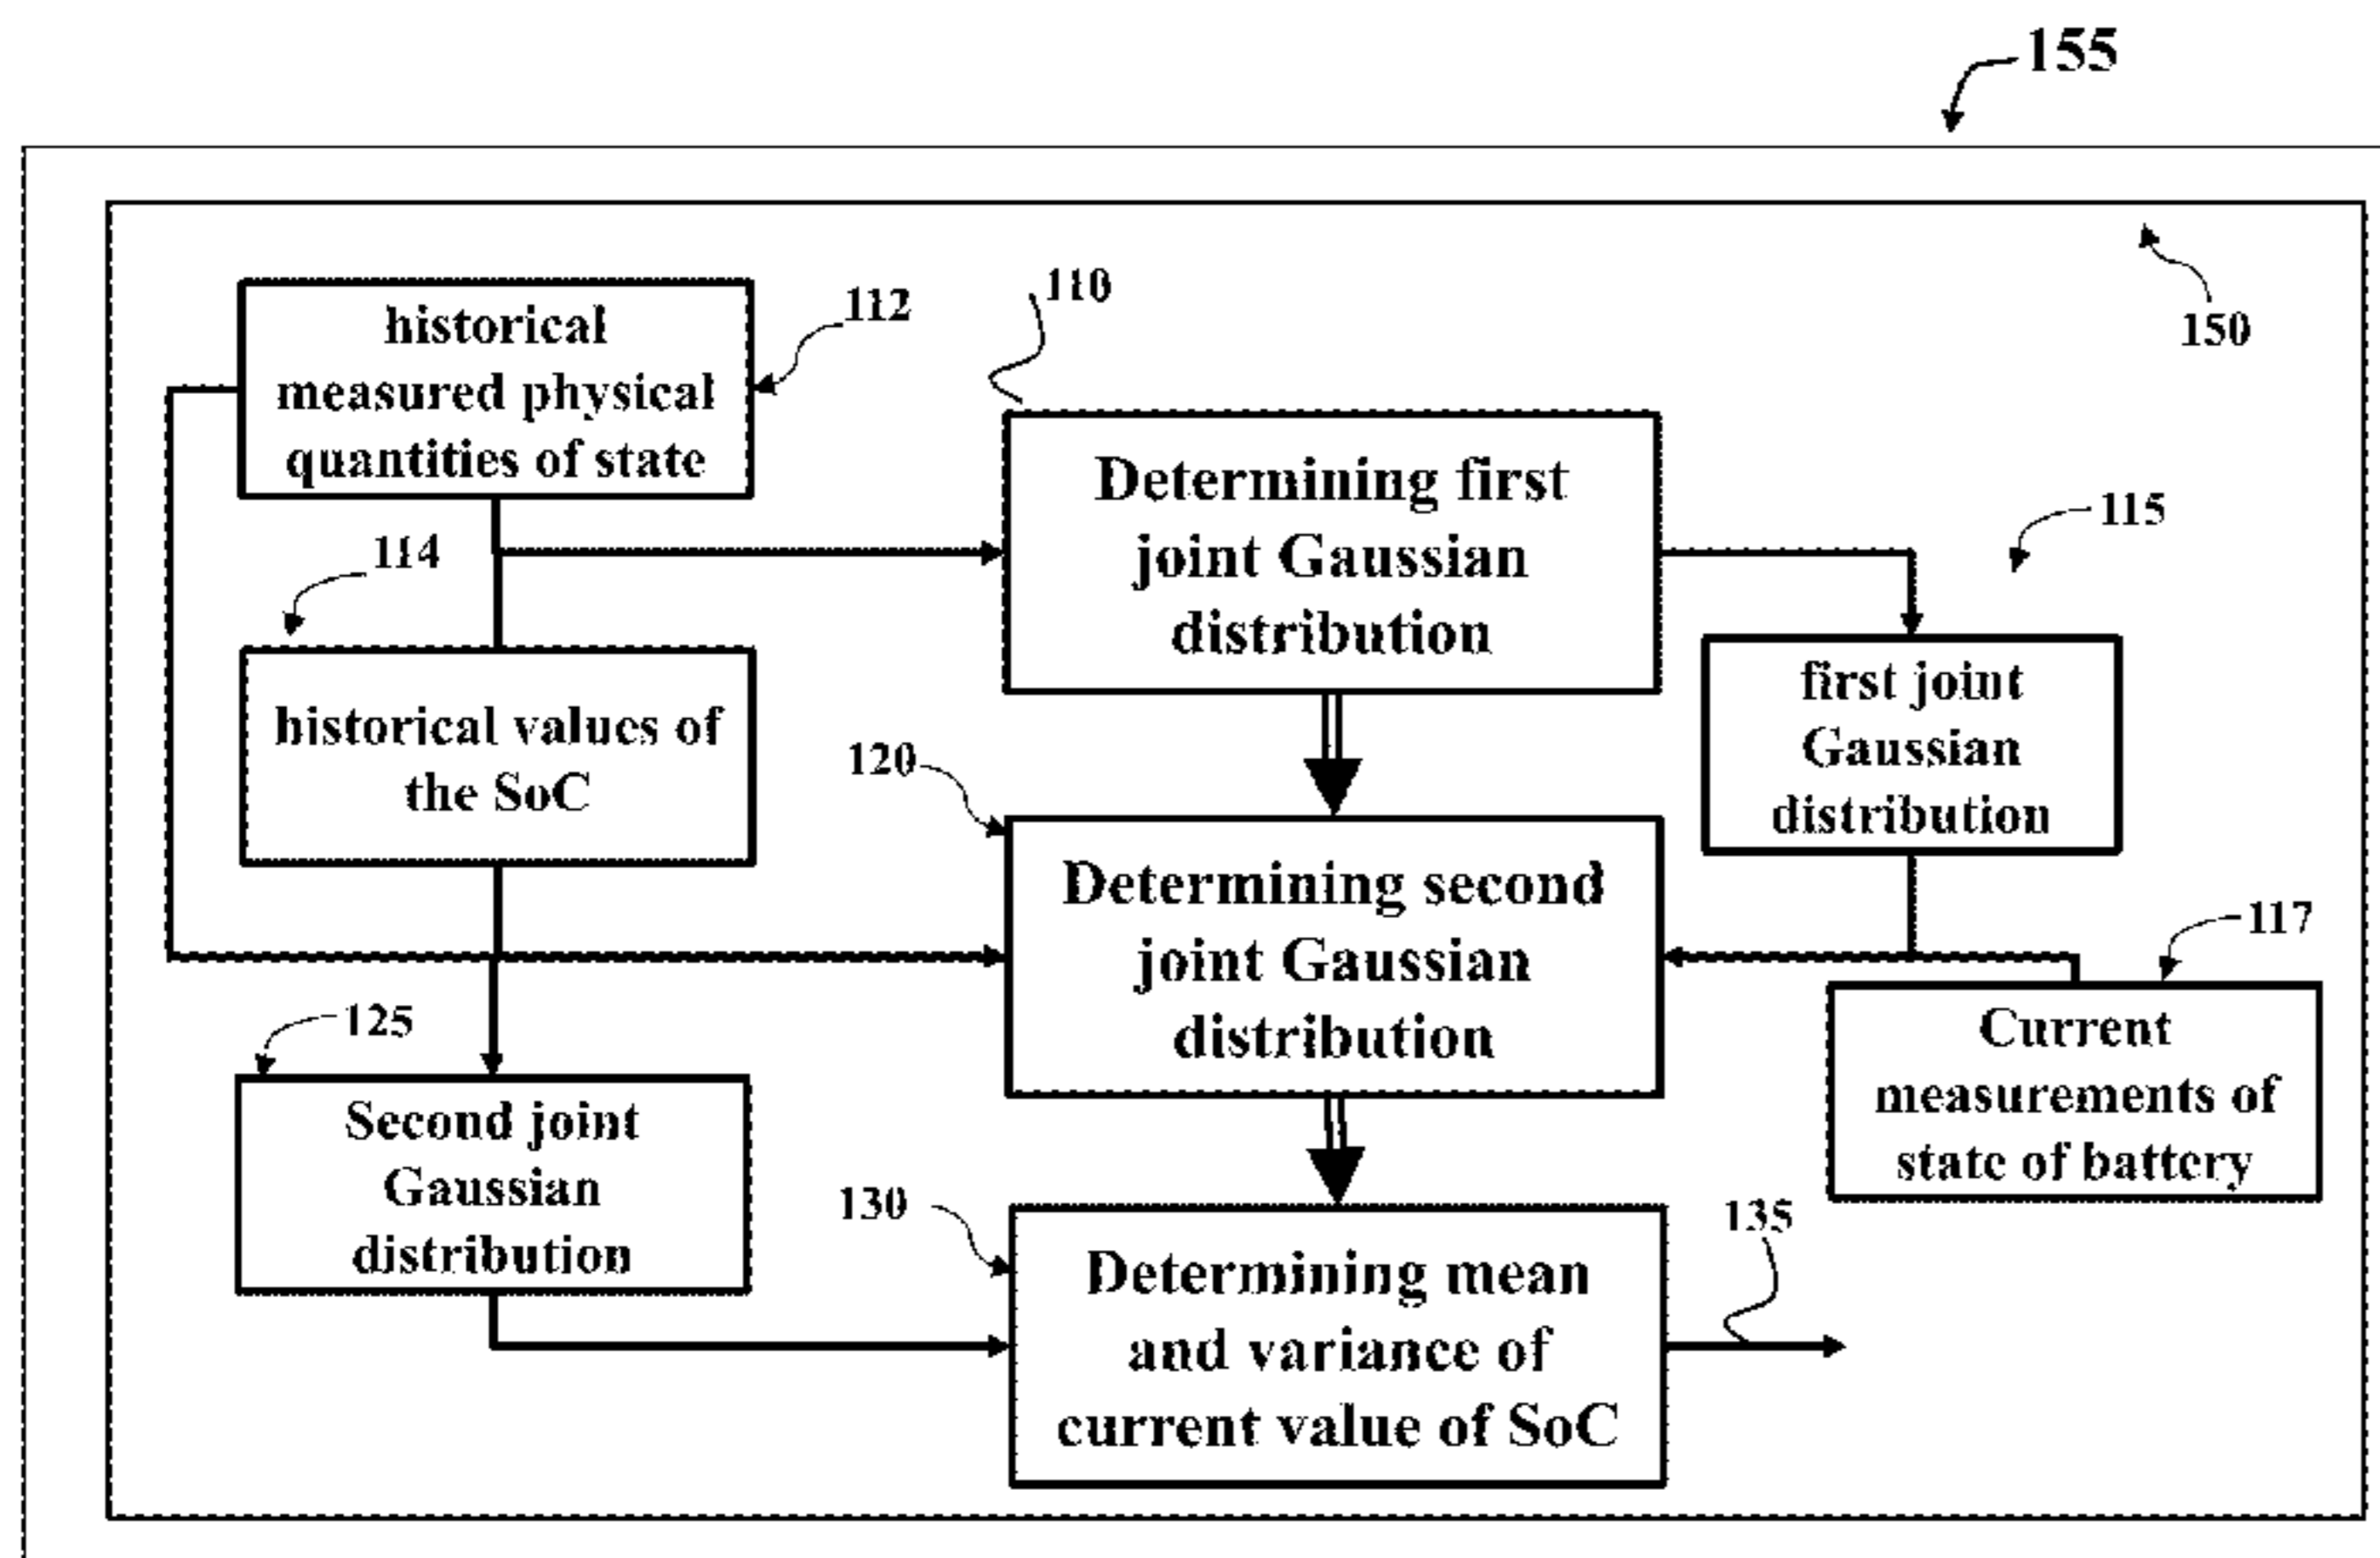 155
150
historical
measured physical
quantities of state
112
110
Determining first
joint Gaussian
distribution
115
114
historical values of
the SoC
first joint
Gaussian
distribution
120
Determining second
joint Gaussian
distribution
117
Current
measurements of
state of battery
125
Second joint
Gaussian
distribution
130
Determining mean
and variance of
current value of SoC
135